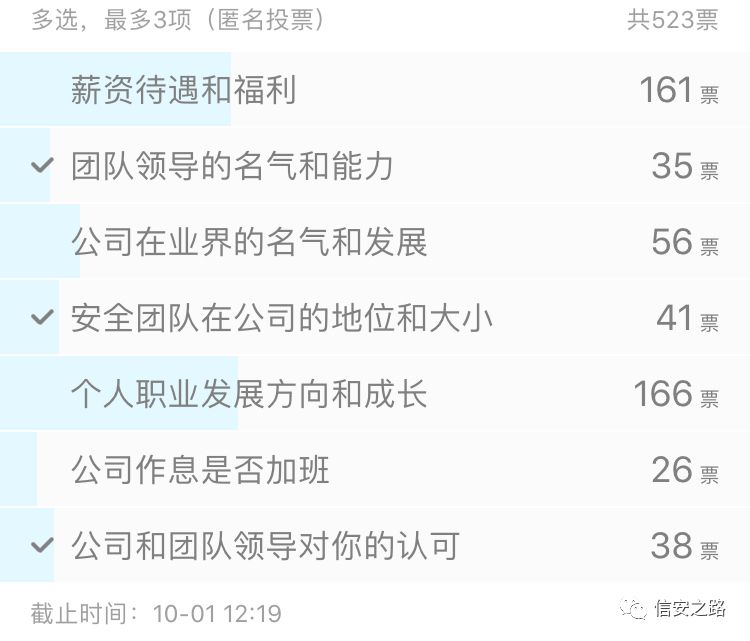 多选，最多3项（匿名投票） 共523票
薪资待遇和福利 161 票
团队领导的名气和能力 35 票
公司在业界的名气和发展 56 票
安全团队在公司的地位和大小 41 票
个人职业发展方向和成长 166 票
公司作息是否加班 26 票
公司和团队领导对你的认可 38 票
截止时间：10-01 12:19 信安之路